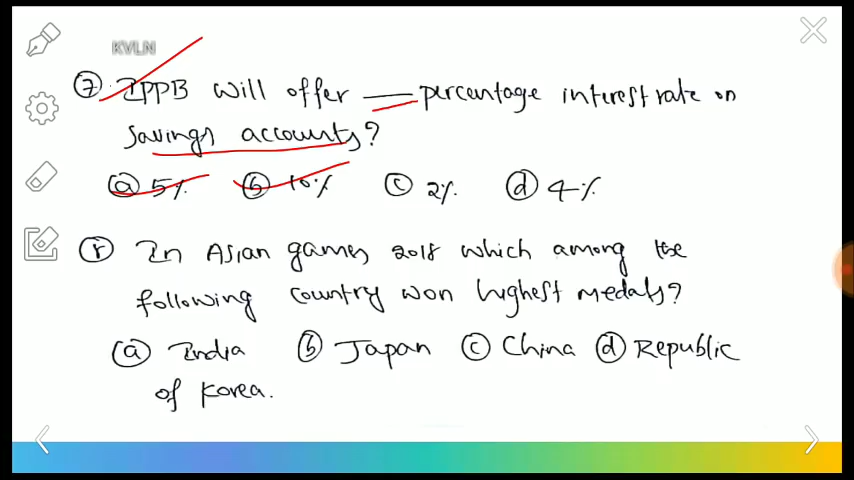 KVLN
⑦ IPPB will offer ___ percentage interest rate on
savings accounts?
ⓐ 5% ⓑ 10% ⓒ 2% ⓓ 4%
⑧ In Asian games 2018 which among the
following country won highest medals?
ⓐ India ⓑ Japan ⓒ China ⓓ Republic
of Korea.